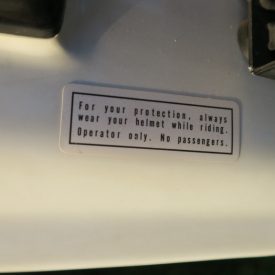 For your protection, always
wear your helmet while riding.
Operator only. No passengers.